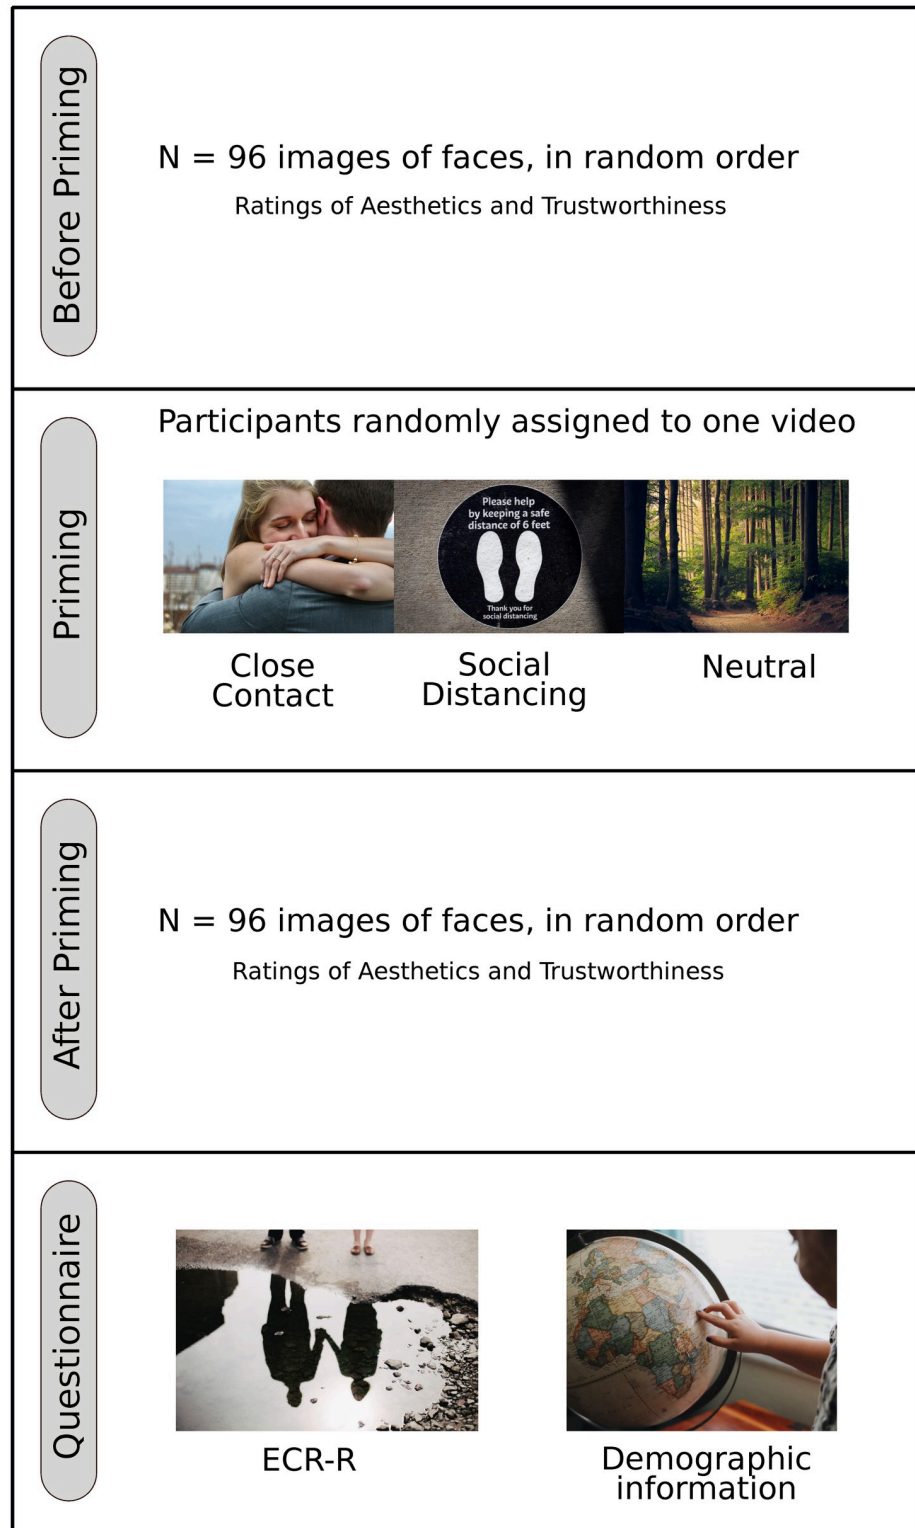 Before Priming
N = 96 images of faces, in random order
Ratings of Aesthetics and Trustworthiness
Priming
Participants randomly assigned to one video
Please help
by keeping a safe
distance of 6 feet
Thank you for
social distancing
Close
Contact
Social
Distancing
Neutral
After Priming
N = 96 images of faces, in random order
Ratings of Aesthetics and Trustworthiness
Questionnaire
ECR-R
Demographic
information